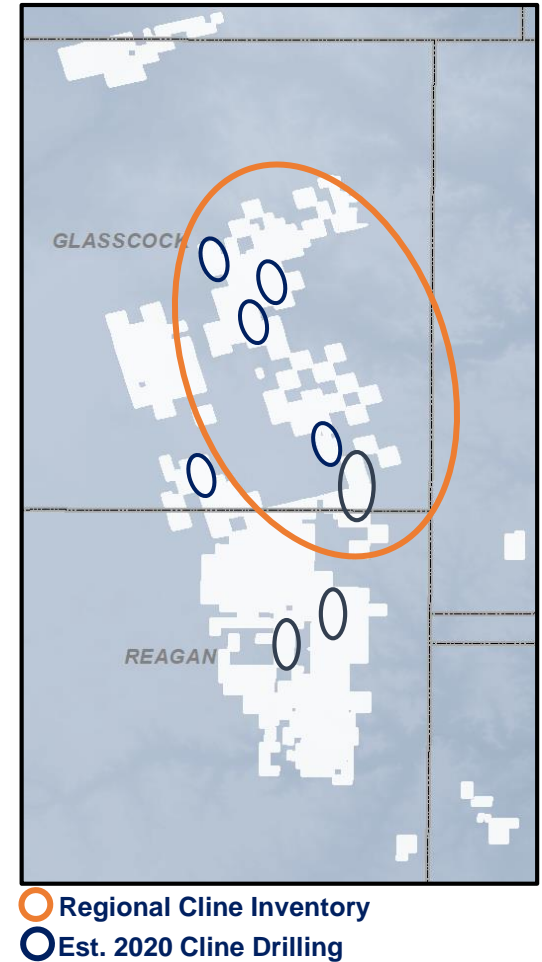 GLASSCOCK
REAGAN
Regional Cline Inventory
Est. 2020 Cline Drilling